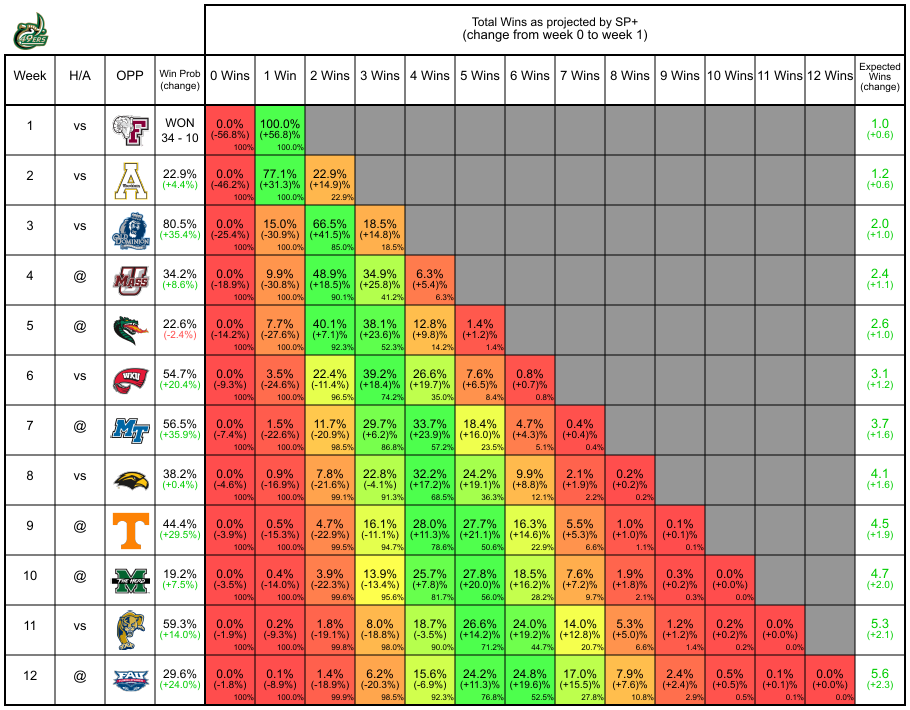 49ERS
Total Wins as projected by SP+
(change from week 0 to week 1)
Week H/A OPP Win Prob (change) 0 Wins 1 Win 2 Wins 3 Wins 4 Wins 5 Wins 6 Wins 7 Wins 8 Wins 9 Wins 10 Wins 11 Wins 12 Wins Expected Wins (change)
1 vs F WON 0.0% 100.0% 1.0
34 - 10 (-56.8%) (+56.8)% (+0.6)
100% 100.0%
2 vs A 22.9% 0.0% 77.1% 22.9% 1.2
(+4.4%) (-46.2%) (+31.3)% (+14.9)% (+0.6)
100% 100.0% 22.9%
3 vs OLD DOMINION 80.5% 0.0% 15.0% 66.5% 18.5% 2.0
(+35.4%) (-25.4%) (-30.9%) (+41.5)% (+14.8)% (+1.0)
100% 100.0% 85.0% 18.5%
4 @ U MASS 34.2% 0.0% 9.9% 48.9% 34.9% 6.3% 2.4
(+8.6%) (-18.9%) (-30.8%) (+18.5)% (+25.8)% (+5.4)% (+1.1)
100% 100.0% 90.1% 41.2% 6.3%
5 @ 22.6% 0.0% 7.7% 40.1% 38.1% 12.8% 1.4% 2.6
(-2.4%) (-14.2%) (-27.6%) (+7.1)% (+23.6)% (+9.8)% (+1.2)% (+1.0)
100% 100.0% 92.3% 52.3% 14.2% 1.4%
6 vs WKU 54.7% 0.0% 3.5% 22.4% 39.2% 26.6% 7.6% 0.8% 3.1
(+20.4%) (-9.3%) (-24.6%) (-11.4%) (+18.4)% (+19.7)% (+6.5)% (+0.7)% (+1.2)
100% 100.0% 96.5% 74.2% 35.0% 8.4% 0.8%
7 @ MT 56.5% 0.0% 1.5% 11.7% 29.7% 33.7% 18.4% 4.7% 0.4% 3.7
(+35.9%) (-7.4%) (-22.6%) (-20.9%) (+6.2)% (+23.9)% (+16.0)% (+4.3)% (+0.4)% (+1.6)
100% 100.0% 98.5% 86.8% 57.2% 23.5% 5.1% 0.4%
8 vs 38.2% 0.0% 0.9% 7.8% 22.8% 32.2% 24.2% 9.9% 2.1% 0.2% 4.1
(+0.4%) (-4.6%) (-16.9%) (-21.6%) (-4.1%) (+17.2)% (+19.1)% (+8.8)% (+1.9)% (+0.2)% (+1.6)
100% 100.0% 99.1% 91.3% 68.5% 36.3% 12.1% 2.2% 0.2%
9 @ T 44.4% 0.0% 0.5% 4.7% 16.1% 28.0% 27.7% 16.3% 5.5% 1.0% 0.1% 4.5
(+29.5%) (-3.9%) (-15.3%) (-22.9%) (-11.1%) (+11.3)% (+21.1)% (+14.6)% (+5.3)% (+1.0)% (+0.1)% (+1.9)
100% 100.0% 99.5% 94.7% 78.6% 50.6% 22.9% 6.6% 1.1% 0.1%
10 @ M THE HERD 19.2% 0.0% 0.4% 3.9% 13.9% 25.7% 27.8% 18.5% 7.6% 1.9% 0.3% 0.0% 4.7
(+7.5%) (-3.5%) (-14.0%) (-22.3%) (-13.4%) (+7.8)% (+20.0)% (+16.2)% (+7.2)% (+1.8)% (+0.2)% (+0.0)% (+2.0)
100% 100.0% 99.6% 95.6% 81.7% 56.0% 28.2% 9.7% 2.1% 0.3% 0.0%
11 vs 59.3% 0.0% 0.2% 1.8% 8.0% 18.7% 26.6% 24.0% 14.0% 5.3% 1.2% 0.2% 0.0% 5.3
(+14.0%) (-1.9%) (-9.3%) (-19.1%) (-18.8%) (-3.5%) (+14.2)% (+19.2)% (+12.8)% (+5.0)% (+1.2)% (+0.2)% (+0.0)% (+2.1)
100% 100.0% 99.8% 98.0% 90.0% 71.2% 44.7% 20.7% 6.6% 1.4% 0.2% 0.0%
12 @ FAU 29.6% 0.0% 0.1% 1.4% 6.2% 15.6% 24.2% 24.8% 17.0% 7.9% 2.4% 0.5% 0.1% 0.0% 5.6
(+24.0%) (-1.8%) (-8.9%) (-18.9%) (-20.3%) (-6.9%) (+11.3)% (+19.6)% (+15.5)% (+7.6)% (+2.4)% (+0.5)% (+0.1)% (+0.0)% (+2.3)
100% 100.0% 99.9% 98.5% 92.3% 76.8% 52.5% 27.8% 10.8% 2.9% 0.5% 0.1% 0.0%